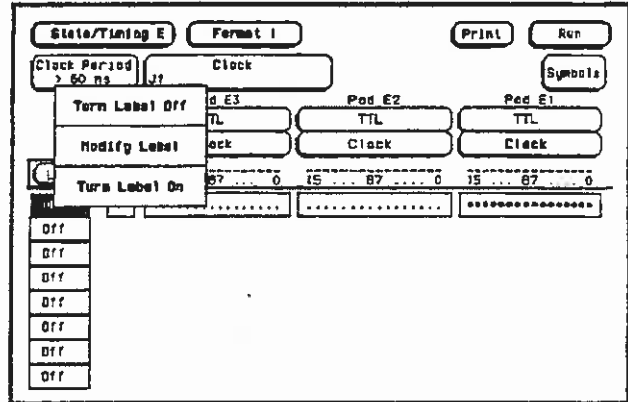 State/Timing E Format 1 Print Run
Clock Period Clock
> 60 ns J↑ Symbols
Turn Label Off d E3 Pod E2 Pod E1
TL TTL TTL
Modify Label ock Clock Clock
Turn Label On 87 ... 0 15 ... 87 .... 0 15 ... 87 .... 0
Off
Off
Off
Off
Off
Off
Off